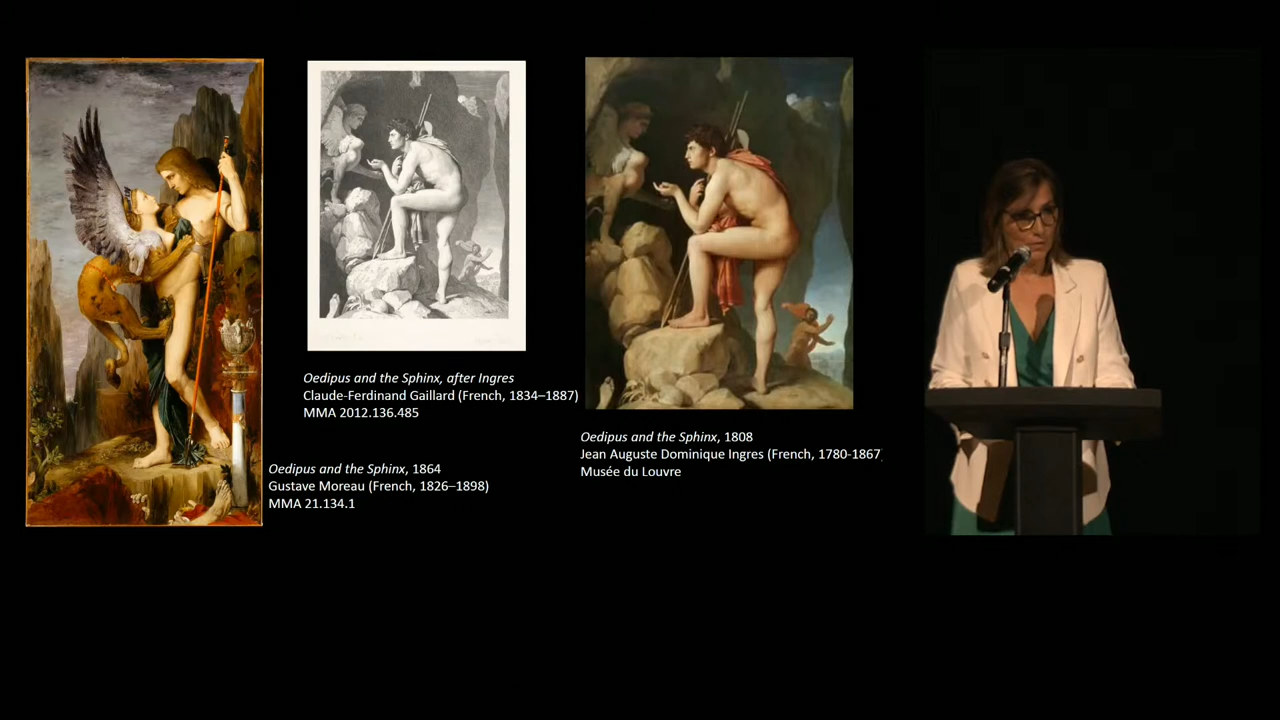 Oedipus and the Sphinx, 1864
Gustave Moreau (French, 1826–1898)
MMA 21.134.1
Oedipus and the Sphinx, after Ingres
Claude-Ferdinand Gaillard (French, 1834–1887)
MMA 2012.136.485
Oedipus and the Sphinx, 1808
Jean Auguste Dominique Ingres (French, 1780-1867
Musée du Louvre